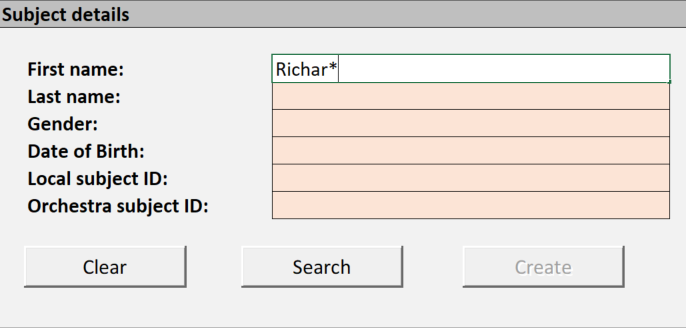 Subject details
First name: Richar*
Last name:
Gender:
Date of Birth:
Local subject ID:
Orchestra subject ID:
Clear Search Create